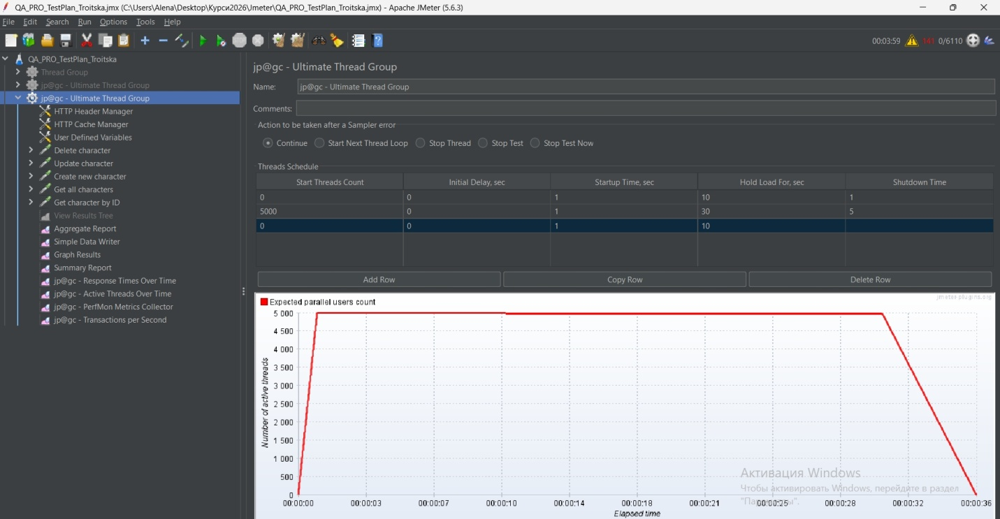 QA_PRO_TestPlan_Troitska.jmx (C:\Users\Alena\Desktop\Курси2026\Jmeter\QA_PRO_TestPlan_Troitska.jmx) - Apache JMeter (5.6.3)
File Edit Search Run Options Tools Help
00:03:59 141 0/6110
QA_PRO_TestPlan_Troitska
Thread Group
jp@gc - Ultimate Thread Group
jp@gc - Ultimate Thread Group
HTTP Header Manager
HTTP Cache Manager
User Defined Variables
Delete character
Update character
Create new character
Get all characters
Get character by ID
View Results Tree
Aggregate Report
Simple Data Writer
Graph Results
Summary Report
jp@gc - Response Times Over Time
jp@gc - Active Threads Over Time
jp@gc - PerfMon Metrics Collector
jp@gc - Transactions per Second
jp@gc - Ultimate Thread Group
Name: jp@gc - Ultimate Thread Group
Comments:
Action to be taken after a Sampler error
Continue Start Next Thread Loop Stop Thread Stop Test Stop Test Now
Threads Schedule
Start Threads Count Initial Delay, sec Startup Time, sec Hold Load For, sec Shutdown Time
0 0 1 10 1
5000 0 1 30 5
0 0 1 10
Add Row Copy Row Delete Row
Expected parallel users count
jmeter-plugins.org
5 000
4 500
4 000
3 500
3 000
2 500
2 000
1 500
1 000
500
0
Number of active threads
00:00:00 00:00:03 00:00:07 00:00:10 00:00:14 00:00:18 00:00:21 00:00:25 00:00:28 00:00:32 00:00:36
Elapsed time
Активация Windows
Чтобы активировать Windows, перейдите в раздел
"Параметры".